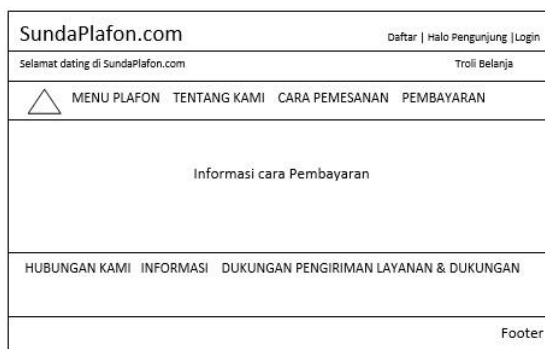 SundaPlafon.com
Daftar | Halo Pengunjung |Login
Selamat dating di SundaPlafon.com
Troli Belanja
MENU PLAFON TENTANG KAMI CARA PEMESANAN PEMBAYARAN
Informasi cara Pembayaran
HUBUNGAN KAMI INFORMASI DUKUNGAN PENGIRIMAN LAYANAN & DUKUNGAN
Footer